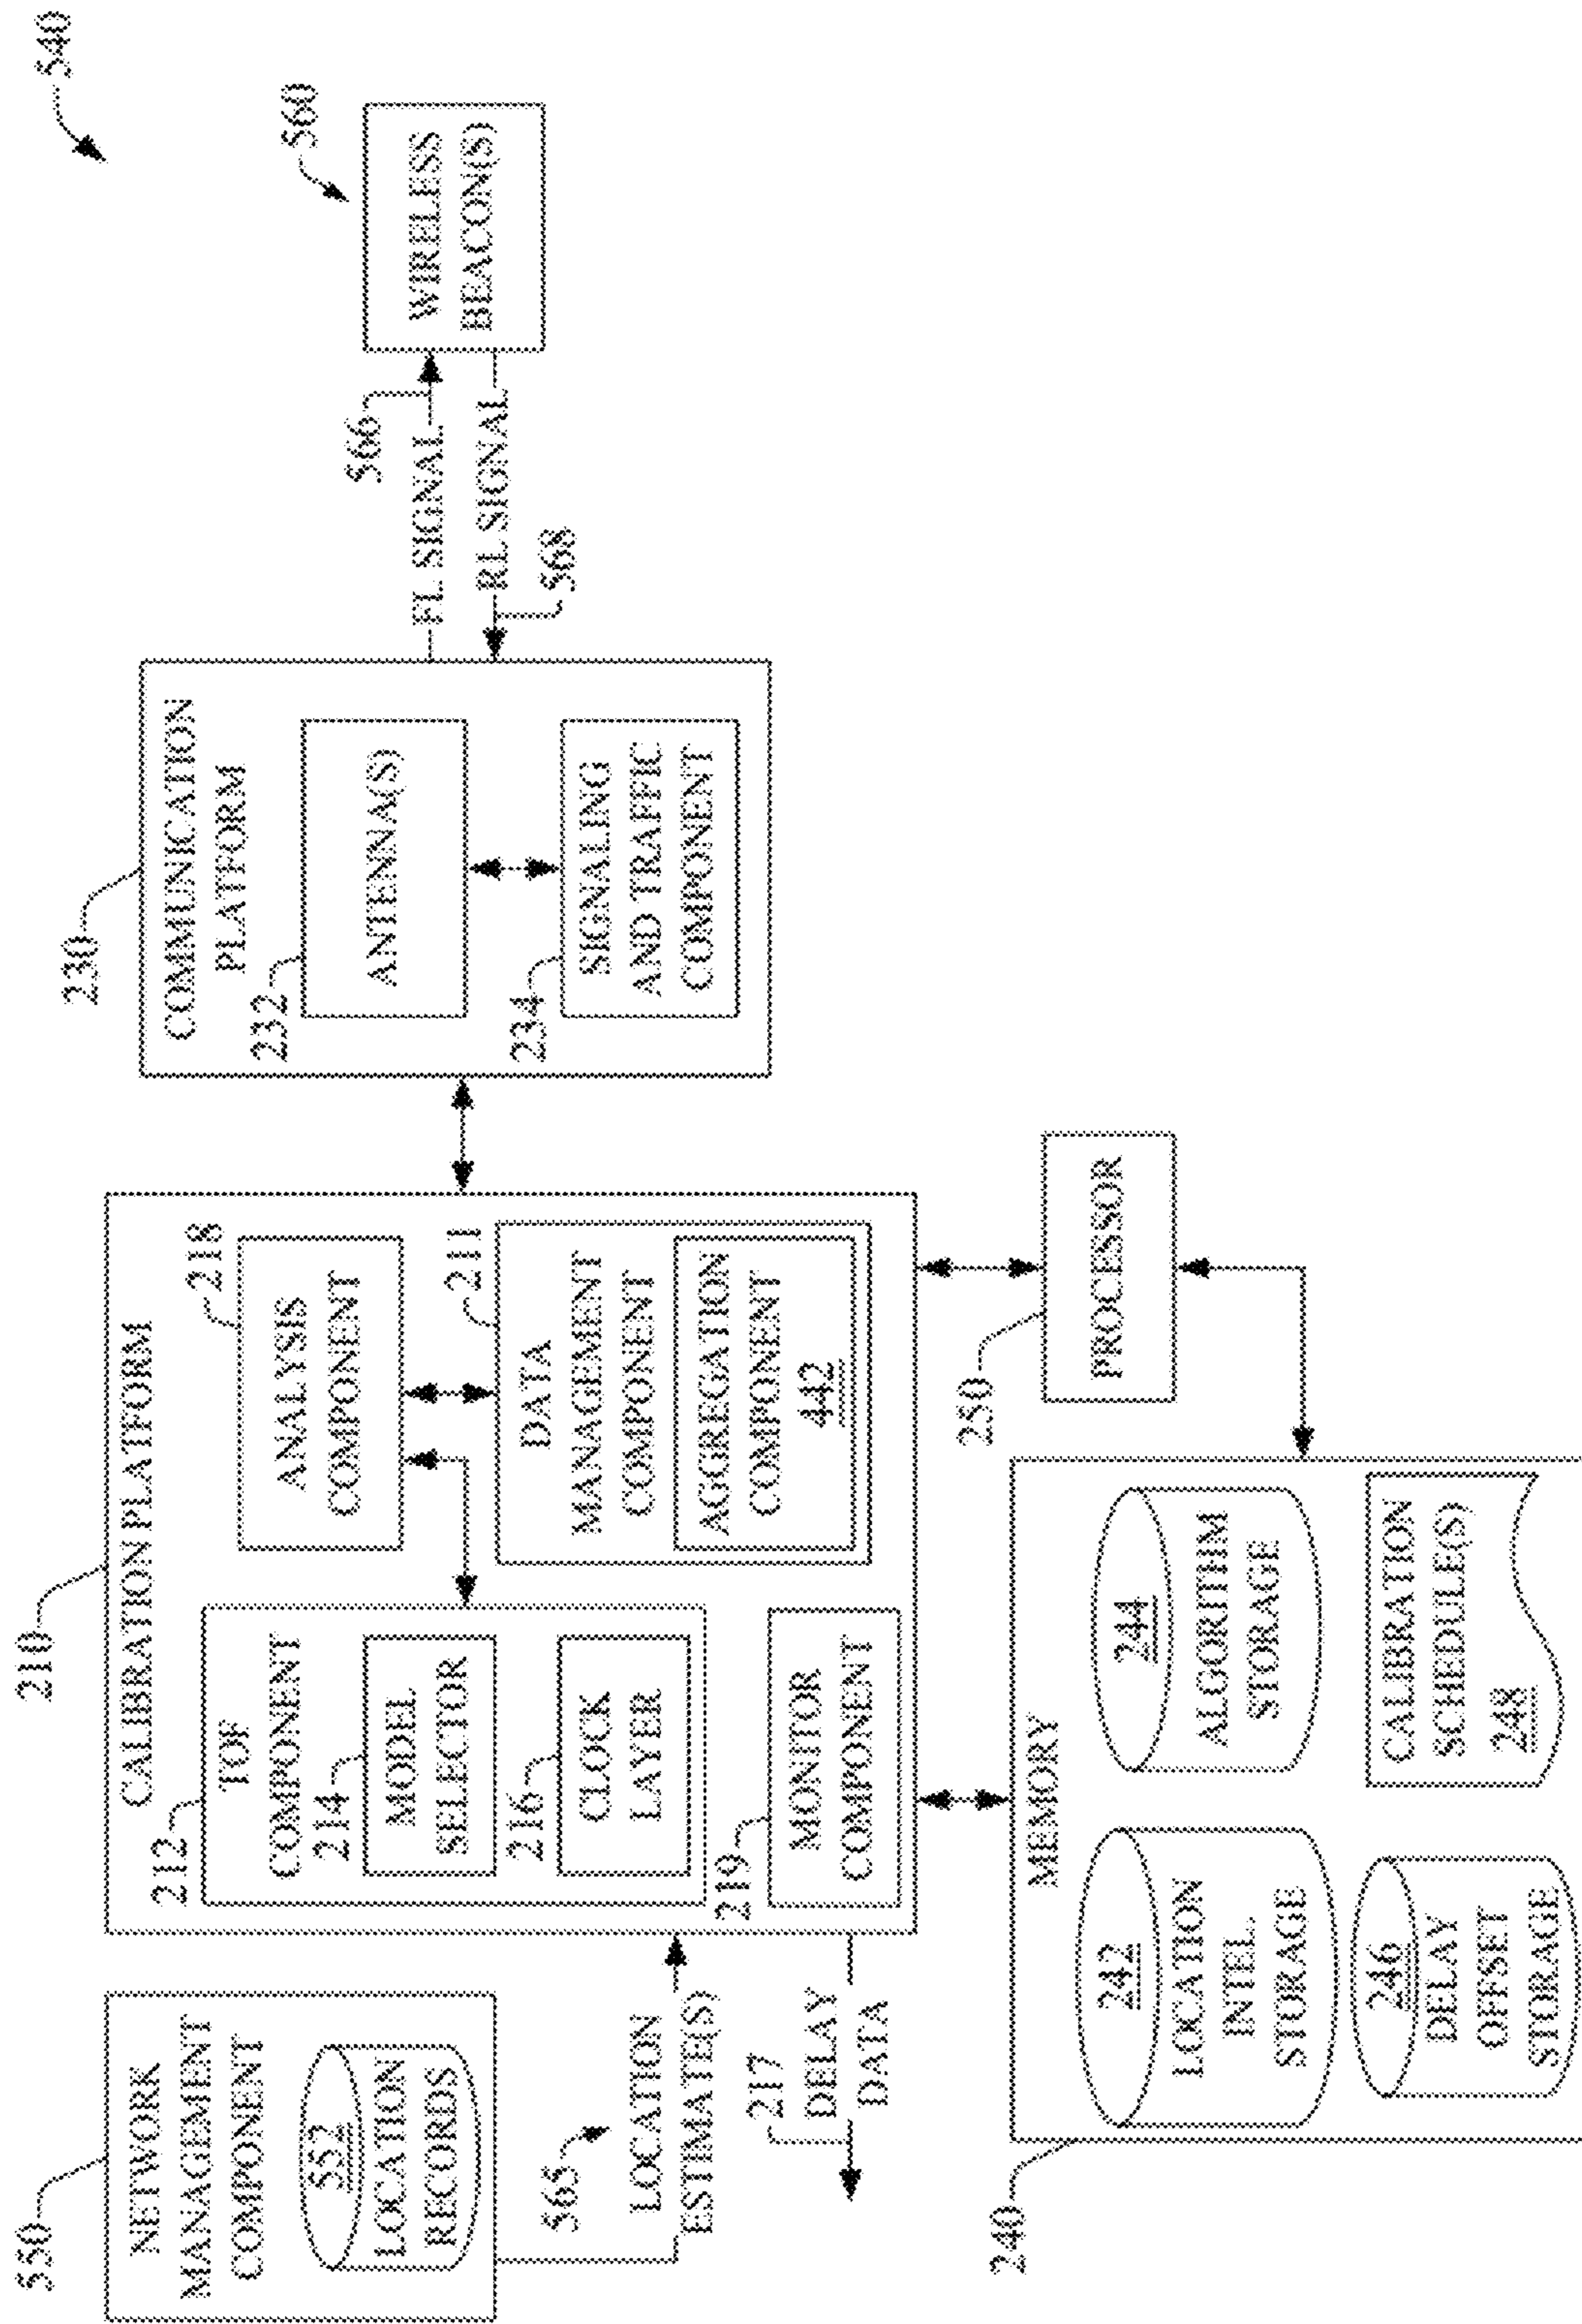 540
550
NETWORK
MANAGEMENT
COMPONENT
552
LOCATION
RECORDS
565
LOCATION
ESTIMATE(S)
217
DELAY
DATA
210
CALIBRATION PLATFORM
212
TOF
COMPONENT
214
MODEL
SELECTOR
216
CLOCK
LAYER
219
MONITOR
COMPONENT
218
ANALYSIS
COMPONENT
211
DATA
MANAGEMENT
COMPONENT
AGGREGATION
COMPONENT
442
230
COMMUNICATION
PLATFORM
232
ANTENNA(S)
234
SIGNALING
AND TRAFFIC
COMPONENT
566
FL SIGNAL
RL SIGNAL
568
560
WIRELESS
BEACON(S)
250
PROCESSOR
240
MEMORY
242
LOCATION
INTEL.
STORAGE
244
ALGORITHM
STORAGE
246
DELAY
OFFSET
STORAGE
CALIBRATION
SCHEDULE(S)
248